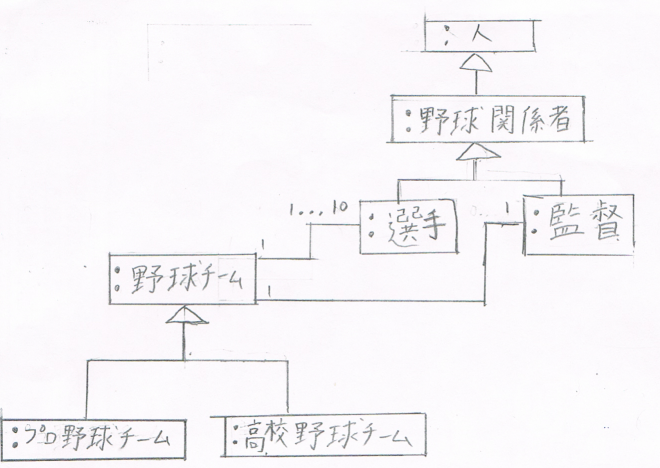 :人
:野球関係者
1...10
:選手
1
:監督
1
:野球チーム
1
:プロ野球チーム
:高校野球チーム